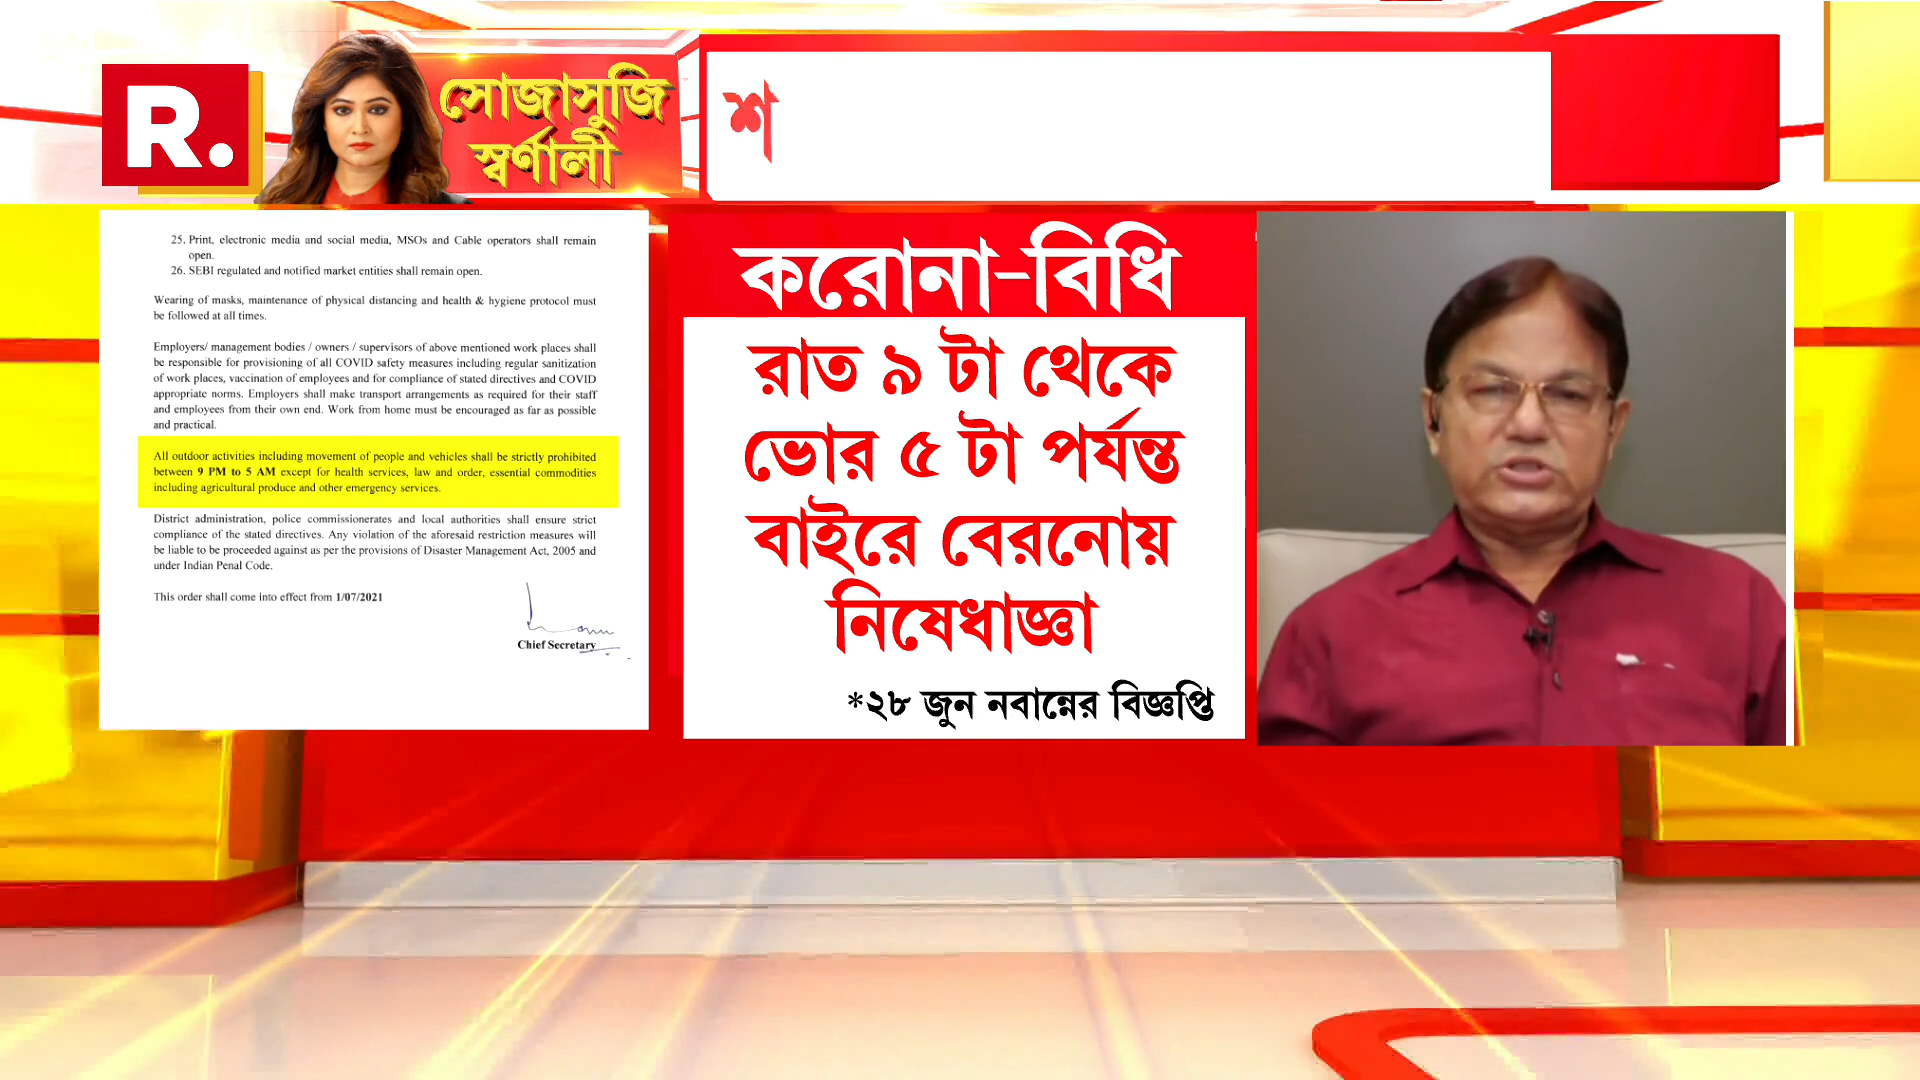 R.
সোজাসুজি
স্বর্ণালী
শ
25. Print, electronic media and social media, MSOs and Cable operators shall remain
open.
26. SEBI regulated and notified market entities shall remain open.
Wearing of masks, maintenance of physical distancing and health & hygiene protocol must
be followed at all times.
Employers/ management bodies / owners / supervisors of above mentioned work places shall
be responsible for provisioning of all COVID safety measures including regular sanitization
of work places, vaccination of employees and for compliance of stated directives and COVID
appropriate norms. Employers shall make transport arrangements as required for their staff
and employees from their own end. Work from home must be encouraged as far as possible
and practical.
All outdoor activities including movement of people and vehicles shall be strictly prohibited
between 9 PM to 5 AM except for health services, law and order, essential commodities
including agricultural produce and other emergency services.
District administration, police commissionerates and local authorities shall ensure strict
compliance of the stated directives. Any violation of the aforesaid restriction measures will
be liable to be proceeded against as per the provisions of Disaster Management Act, 2005 and
under Indian Penal Code.
This order shall come into effect from 1/07/2021
Chief Secretary
করোনা-বিধি
রাত ৯ টা থেকে
ভোর ৫ টা পর্যন্ত
বাইরে বেরনোয়
নিষেধাজ্ঞা
*২৮ জুন নবান্নের বিজ্ঞপ্তি